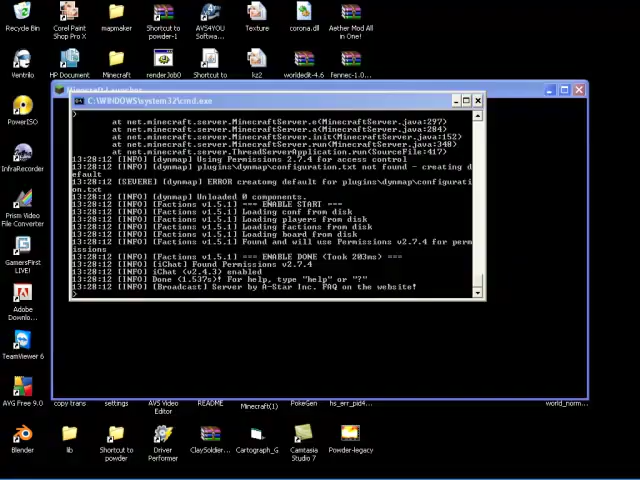 Recycle Bin
Corel Paint Shop Pro X
mapmaker
Shortcut to powder-1
AVS4YOU Softwa...
Texture
corona.dll
Aether Mod All in One!
Ventrilo
HP Document
Minecraft
renderJob0
Shortcut to
kz2
worldedit-4.6
fennec-1.0...
Minecraft Launcher
C:\WINDOWS\system32\cmd.exe
>
at net.minecraft.server.MinecraftServer.e(MinecraftServer.java:297)
at net.minecraft.server.MinecraftServer.a(MinecraftServer.java:284)
at net.minecraft.server.MinecraftServer.init(MinecraftServer.java:152)
at net.minecraft.server.MinecraftServer.run(MinecraftServer.java:348)
at net.minecraft.server.ThreadServerApplication.run(SourceFile:417)
13:28:12 [INFO] [dynmap] Using Permissions 2.7.4 for access control
13:28:12 [INFO] [dynmap] plugins\dynmap\configuration.txt not found - creating d
efault
13:28:12 [SEVERE] [dynmap] ERROR creatomg default for plugins\dynmap\configurati
on.txt
13:28:12 [INFO] [dynmap] Unloaded 0 components.
13:28:12 [INFO] [Factions v1.5.1] === ENABLE START ===
13:28:12 [INFO] [Factions v1.5.1] Loading conf from disk
13:28:12 [INFO] [Factions v1.5.1] Loading players from disk
13:28:12 [INFO] [Factions v1.5.1] Loading factions from disk
13:28:12 [INFO] [Factions v1.5.1] Loading board from disk
13:28:12 [INFO] [Factions v1.5.1] Found and will use Permissions v2.7.4 for perm
issions
13:28:12 [INFO] [Factions v1.5.1] === ENABLE DONE (Took 203ms) ===
13:28:12 [INFO] [iChat] Found Permissions v2.7.4
13:28:12 [INFO] [iChat] (v2.4.3) enabled
13:28:12 [INFO] Done (1.537s)! For help, type "help" or "?"
13:28:12 [INFO] [Broadcast] Server by A-Star Inc. FAQ on the website!
>
PowerISO
InfraRecorder
Prism Video File Converter
GamersFirst LIVE!
Adobe Downlo...
TeamViewer 6
AVG Free 9.0
copy trans
settings
AVS Video Editor
README
Minecraft(1)
PokeGen
hs_err_pid4...
world_norm...
Blender
lib
Shortcut to powder
Driver Performer
ClaySoldier...
Cartograph_G
Camtasia Studio 7
Powder-legacy